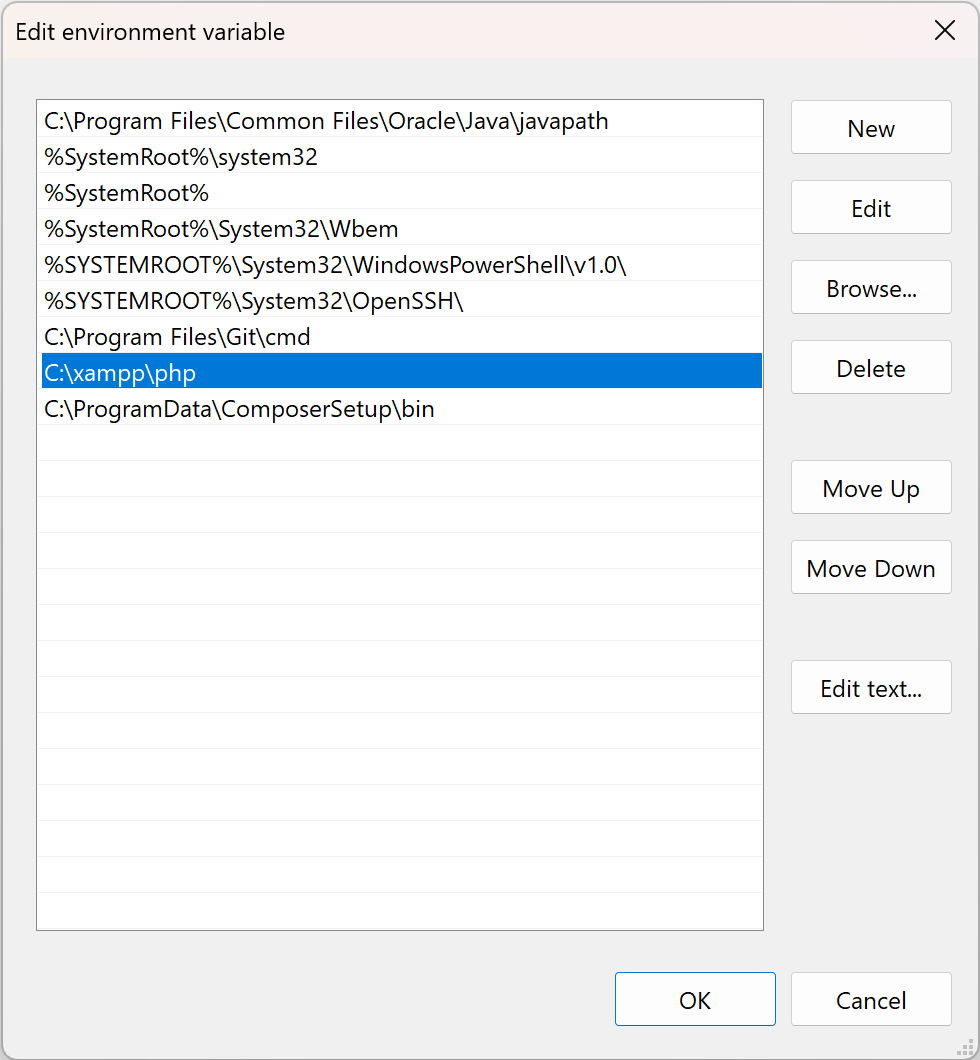 Edit environment variable
C:\Program Files\Common Files\Oracle\Java\javapath
%SystemRoot%\system32
%SystemRoot%
%SystemRoot%\System32\Wbem
%SYSTEMROOT%\System32\WindowsPowerShell\v1.0\
%SYSTEMROOT%\System32\OpenSSH\
C:\Program Files\Git\cmd
C:\xampp\php
C:\ProgramData\ComposerSetup\bin
New
Edit
Browse...
Delete
Move Up
Move Down
Edit text...
OK
Cancel